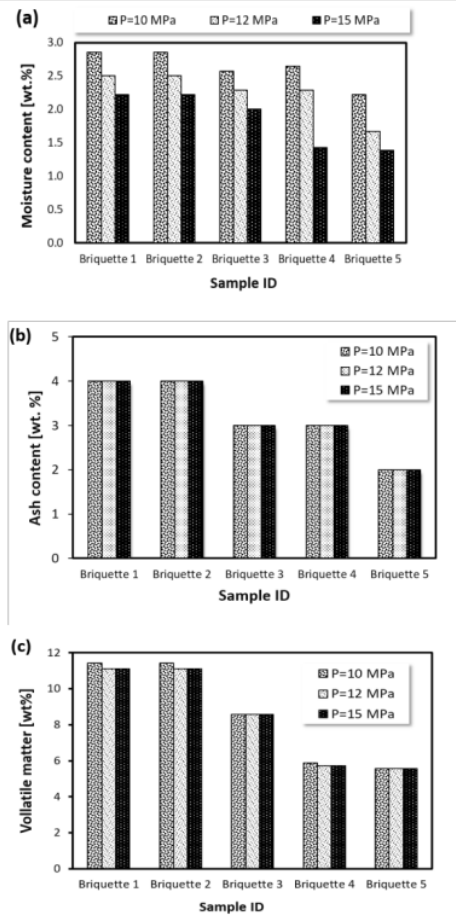 (a)
P=10 MPa P=12 MPa P=15 MPa
3.0
2.5
2.0
1.5
1.0
0.5
0.0
Moisture content [wt.%]
Briquette 1 Briquette 2 Briquette 3 Briquette 4 Briquette 5
Sample ID
(b)
P=10 MPa
P=12 MPa
P=15 MPa
5
4
3
2
1
0
Ash content [wt. %]
Briquette 1 Briquette 2 Briquette 3 Briquette 4 Briquette 5
Sample ID
(c)
P=10 MPa
P=12 MPa
P=15 MPa
12
10
8
6
4
2
0
Vollatile matter [wt%]
Briquette 1 Briquette 2 Briquette 3 Briquette 4 Briquette 5
Sample ID